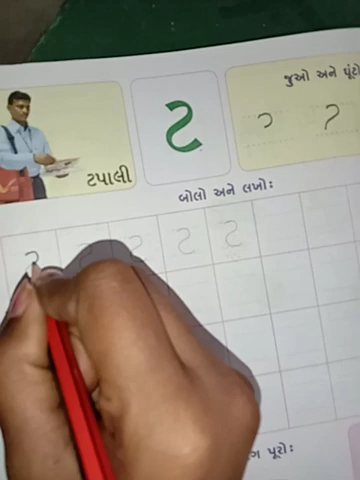 જુઓ અને ઘૂંટો
ટ
ટપાલી
બોલો અને લખો:
ટ ટ ટ
પૂરો: